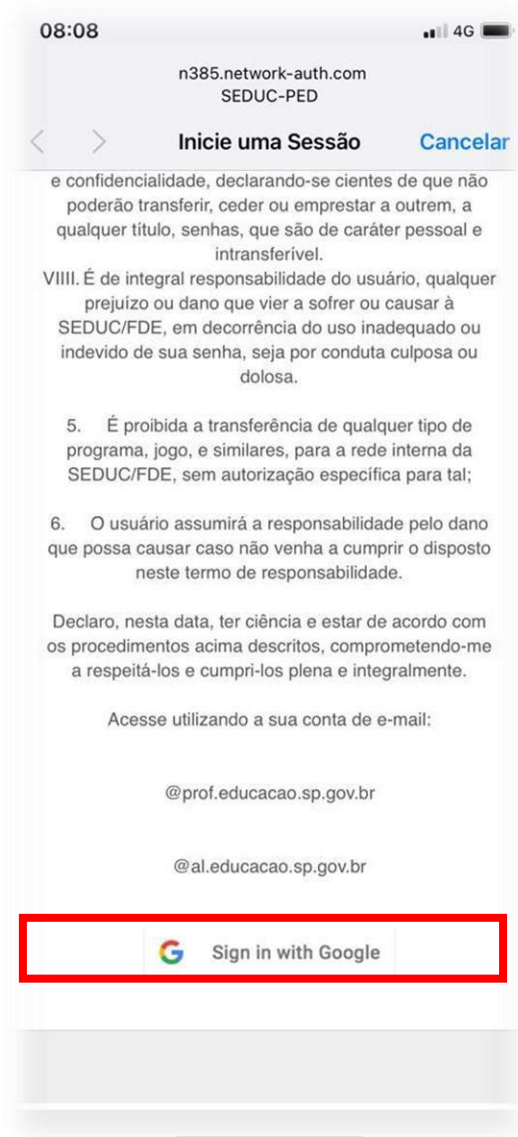 08:08 4G
n385.network-auth.com
SEDUC-PED
Inicie uma Sessão Cancelar
e confidencialidade, declarando-se cientes de que não
poderão transferir, ceder ou emprestar a outrem, a
qualquer título, senhas, que são de caráter pessoal e
intransferível.
VIIII. É de integral responsabilidade do usuário, qualquer
prejuízo ou dano que vier a sofrer ou causar à
SEDUC/FDE, em decorrência do uso inadequado ou
indevido de sua senha, seja por conduta culposa ou
dolosa.
5. É proibida a transferência de qualquer tipo de
programa, jogo, e similares, para a rede interna da
SEDUC/FDE, sem autorização específica para tal;
6. O usuário assumirá a responsabilidade pelo dano
que possa causar caso não venha a cumprir o disposto
neste termo de responsabilidade.
Declaro, nesta data, ter ciência e estar de acordo com
os procedimentos acima descritos, comprometendo-me
a respeitá-los e cumpri-los plena e integralmente.
Acesse utilizando a sua conta de e-mail:
@prof.educacao.sp.gov.br
@al.educacao.sp.gov.br
Sign in with Google